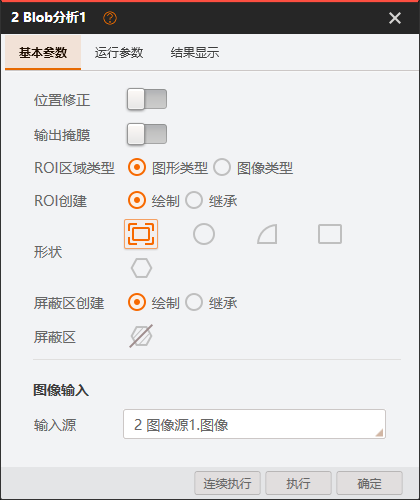 2 Blob分析1
基本参数 运行参数 结果显示
位置修正
输出掩膜
ROI区域类型 图形类型 图像类型
ROI创建 绘制 继承
形状
屏蔽区创建 绘制 继承
屏蔽区
图像输入
输入源 2 图像源1.图像
连续执行 执行 确定